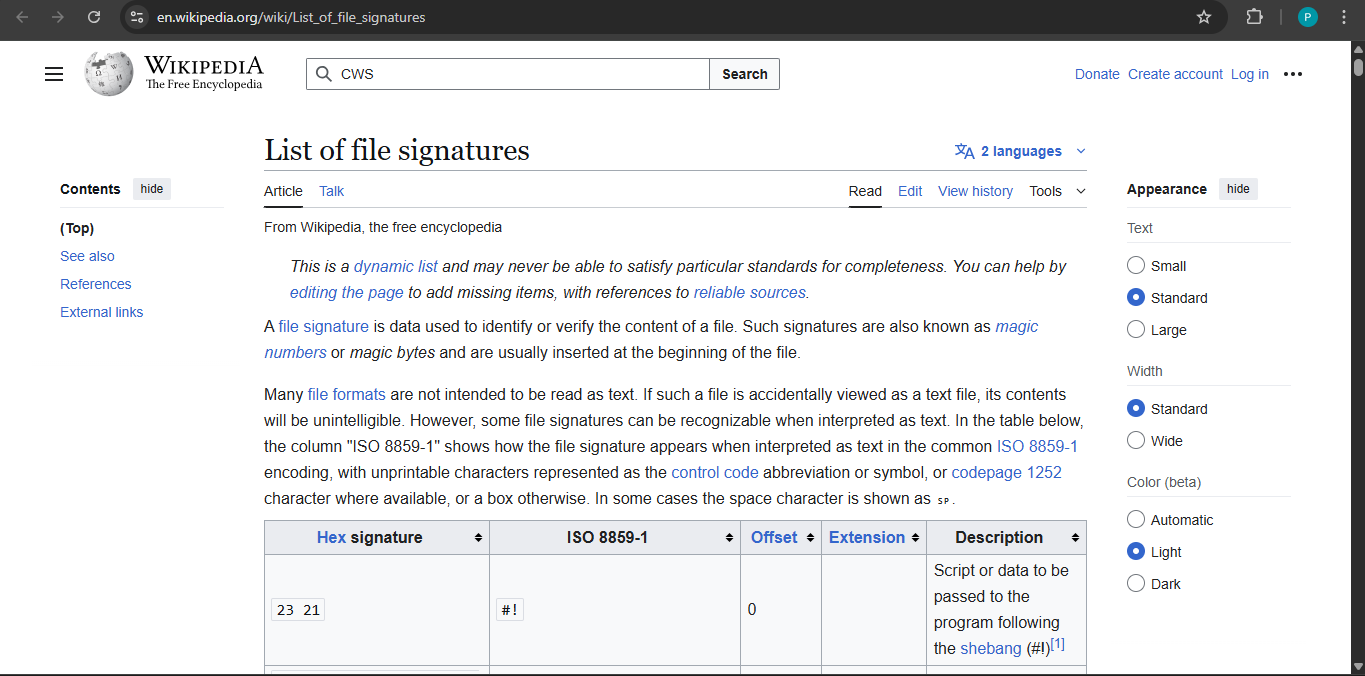 en.wikipedia.org/wiki/List_of_file_signatures
P
WIKIPEDIA
The Free Encyclopedia
CWS
Search
Donate Create account Log in
List of file signatures
2 languages
Contents hide
(Top)
See also
References
External links
Article Talk
Read Edit View history Tools
From Wikipedia, the free encyclopedia
This is a dynamic list and may never be able to satisfy particular standards for completeness. You can help by
editing the page to add missing items, with references to reliable sources.
A file signature is data used to identify or verify the content of a file. Such signatures are also known as magic
numbers or magic bytes and are usually inserted at the beginning of the file.
Many file formats are not intended to be read as text. If such a file is accidentally viewed as a text file, its contents
will be unintelligible. However, some file signatures can be recognizable when interpreted as text. In the table below,
the column "ISO 8859-1" shows how the file signature appears when interpreted as text in the common ISO 8859-1
encoding, with unprintable characters represented as the control code abbreviation or symbol, or codepage 1252
character where available, or a box otherwise. In some cases the space character is shown as SP.
Hex signature ISO 8859-1 Offset Extension Description
23 21
#!
0
Script or data to be
passed to the
program following
the shebang (#!)[1]
Appearance hide
Text
Small
Standard
Large
Width
Standard
Wide
Color (beta)
Automatic
Light
Dark